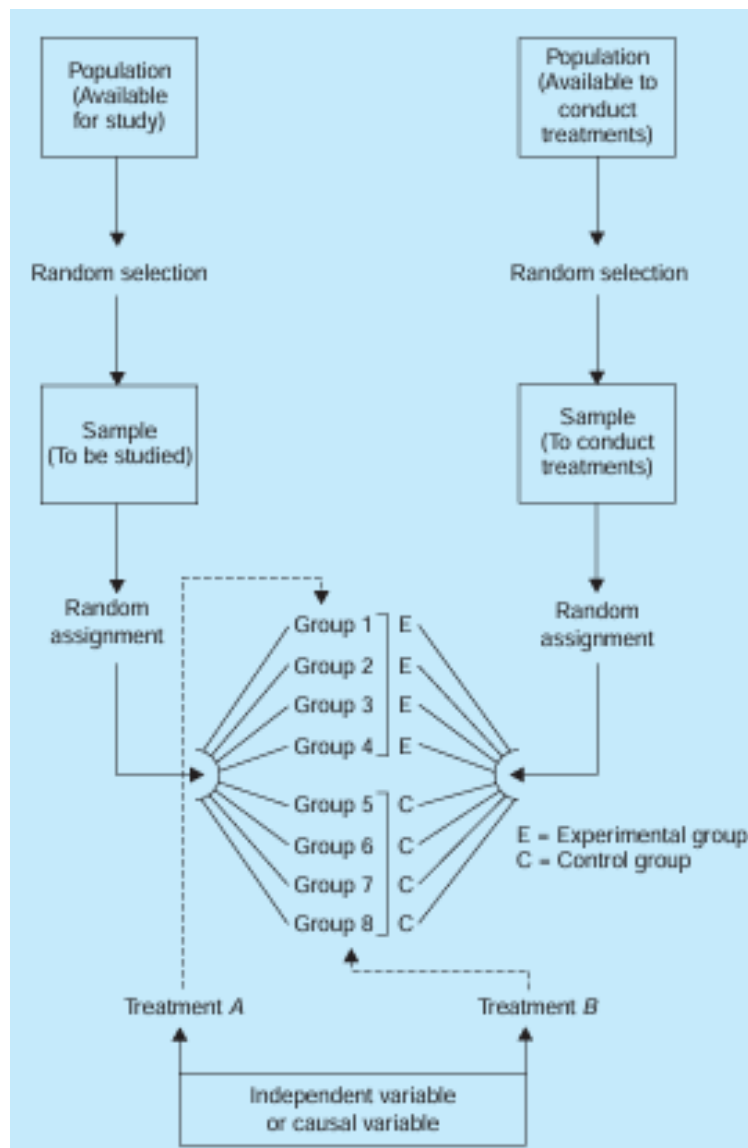 Population
(Available
for study)
Population
(Available to
conduct
treatments)
Random selection
Random selection
Sample
(To be studied)
Sample
(To conduct
treatments)
Random
assignment
Random
assignment
Group 1 E
Group 2 E
Group 3 E
Group 4 E
Group 5 C
Group 6 C
Group 7 C
Group 8 C
E = Experimental group
C = Control group
Treatment A
Treatment B
Independent variable
or causal variable